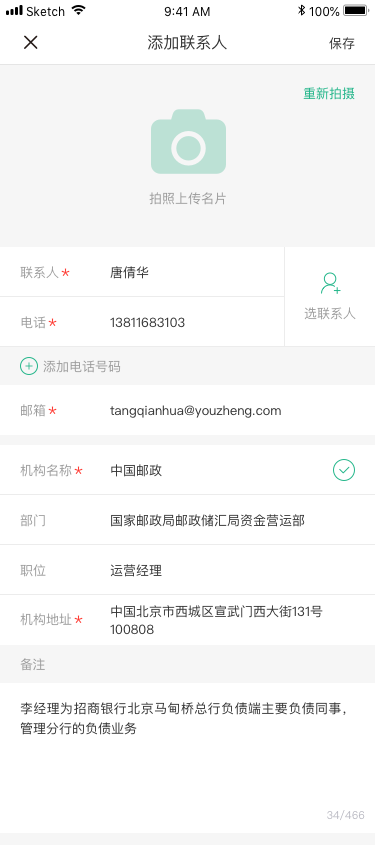 Sketch 9:41 AM 100%
添加联系人 保存
重新拍摄
拍照上传名片
联系人* 唐倩华
电话* 13811683103
选联系人
添加电话号码
邮箱* tangqianhua@youzheng.com
机构名称* 中国邮政
部门 国家邮政局邮政储汇局资金营运部
职位 运营经理
机构地址* 中国北京市西城区宣武门西大街131号
100808
备注
李经理为招商银行北京马甸桥总行负债端主要负债同事，
管理分行的负债业务
34/466